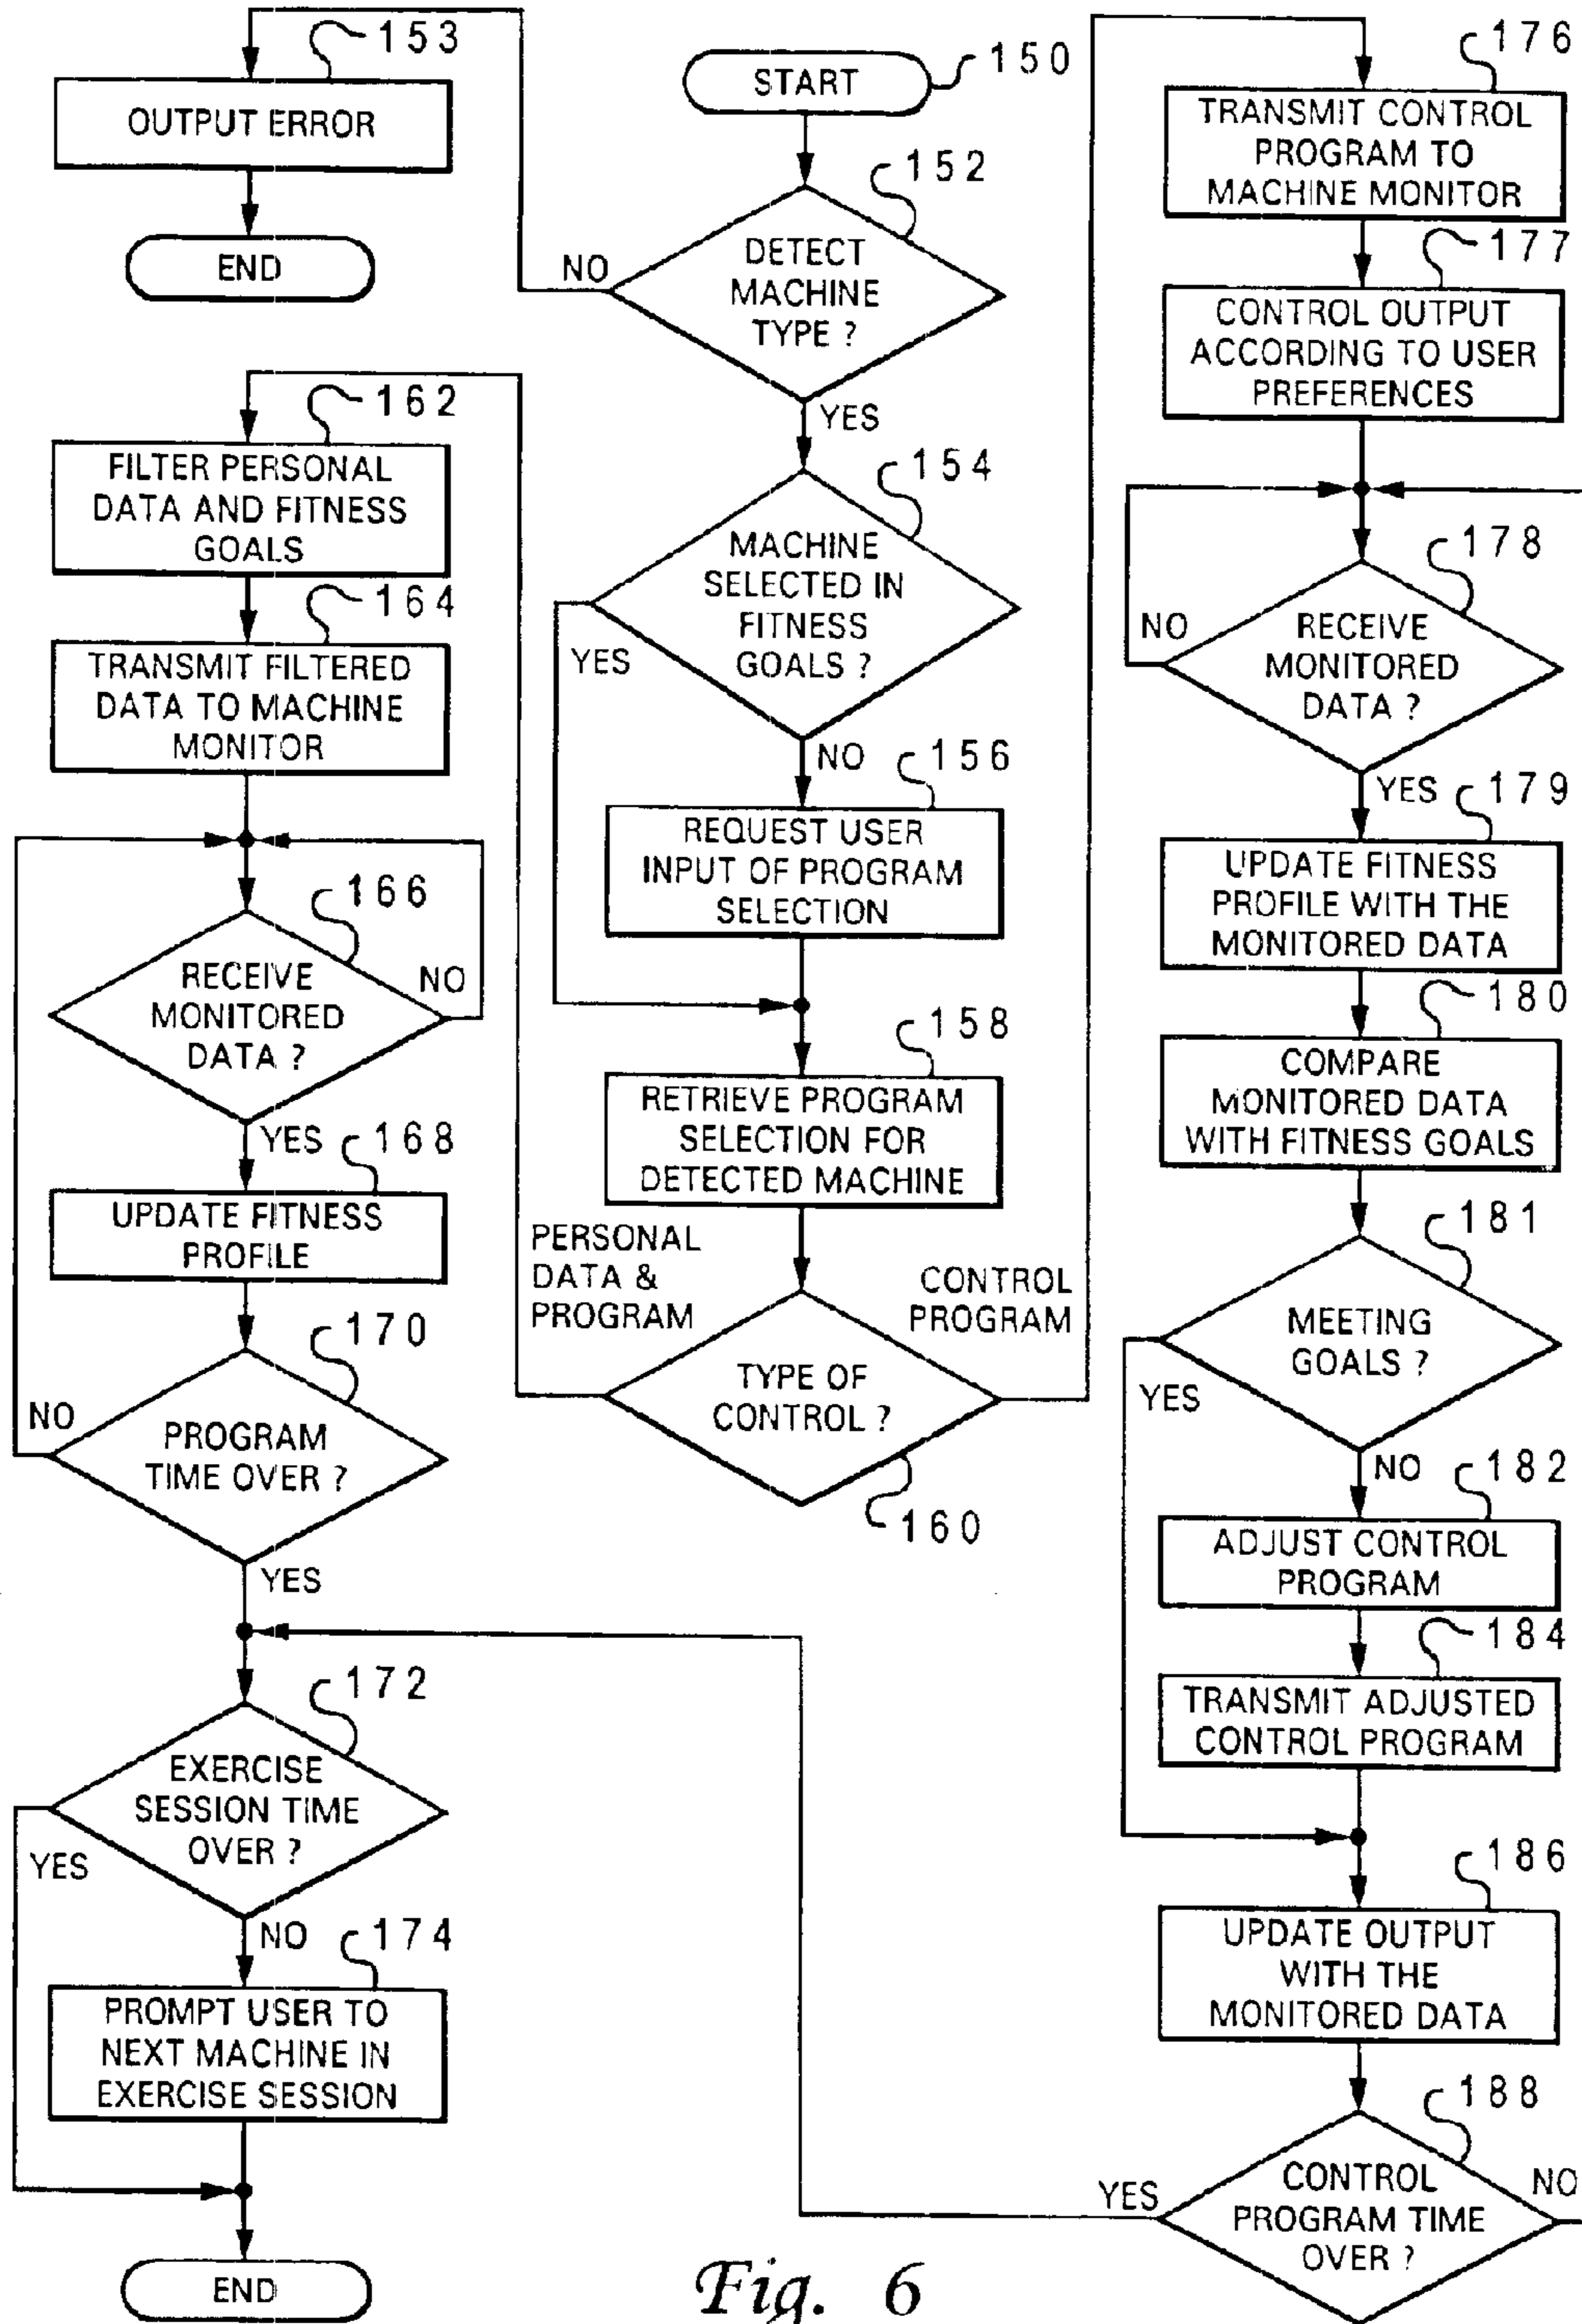 153
OUTPUT ERROR
END
START
150
152
DETECT
MACHINE
TYPE ?
NO
YES
154
MACHINE
SELECTED IN
FITNESS
GOALS ?
YES
NO
156
REQUEST USER
INPUT OF PROGRAM
SELECTION
158
RETRIEVE PROGRAM
SELECTION FOR
DETECTED MACHINE
PERSONAL
DATA &
PROGRAM
CONTROL
PROGRAM
TYPE OF
CONTROL ?
160
162
FILTER PERSONAL
DATA AND FITNESS
GOALS
164
TRANSMIT FILTERED
DATA TO MACHINE
MONITOR
166
RECEIVE
MONITORED
DATA ?
NO
YES
168
UPDATE FITNESS
PROFILE
170
PROGRAM
TIME OVER ?
NO
YES
172
EXERCISE
SESSION TIME
OVER ?
YES
NO
174
PROMPT USER TO
NEXT MACHINE IN
EXERCISE SESSION
END
176
TRANSMIT CONTROL
PROGRAM TO
MACHINE MONITOR
177
CONTROL OUTPUT
ACCORDING TO USER
PREFERENCES
178
RECEIVE
MONITORED
DATA ?
NO
YES
179
UPDATE FITNESS
PROFILE WITH THE
MONITORED DATA
180
COMPARE
MONITORED DATA
WITH FITNESS GOALS
181
MEETING
GOALS ?
YES
NO
182
ADJUST CONTROL
PROGRAM
184
TRANSMIT ADJUSTED
CONTROL PROGRAM
186
UPDATE OUTPUT
WITH THE
MONITORED DATA
188
CONTROL
PROGRAM TIME
OVER ?
YES
NO
Fig. 6